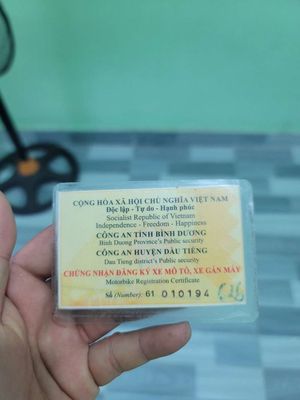 CỘNG HÒA XÃ HỘI CHỦ NGHĨA VIỆT NAM
Độc lập - Tự do - Hạnh phúc
Socialist Republic of Vietnam
Independence - Freedom - Happiness
CÔNG AN TỈNH BÌNH DƯƠNG
Binh Duong Province's Public security
CÔNG AN HUYỆN DẦU TIẾNG
Dau Tieng district's Public security
CHỨNG NHẬN ĐĂNG KÝ XE MÔ TÔ, XE GẮN MÁY
Motorbike Registration Certificate
Số (Number): 61 010194